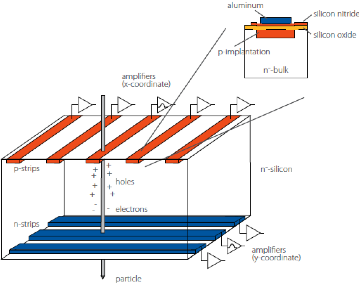 aluminum
silicon nitride
silicon oxide
p-implantation
n⁻-bulk
amplifiers
(x-coordinate)
p-strips
n⁻-silicon
+ +
+ +
+ holes
+ +
+ +
- -
- - electrons
n-strips
amplifiers
(y coordinate)
particle